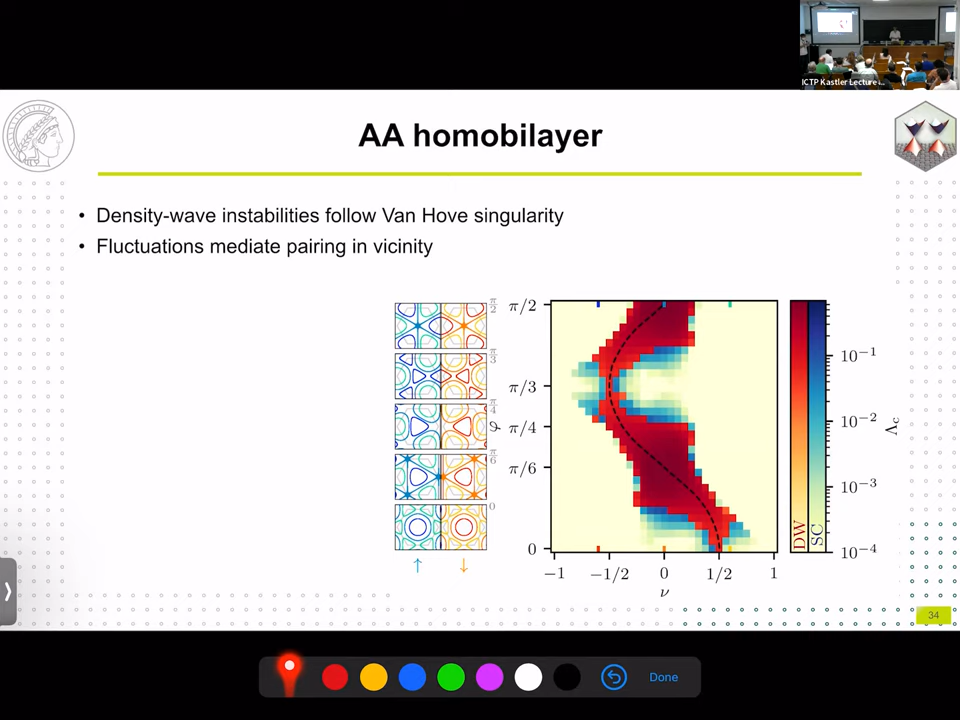 ICTP Kastler Lecture
AA homobilayer
• Density-wave instabilities follow Van Hove singularity
• Fluctuations mediate pairing in vicinity
π/2
π/3
π/4
π/6
0
↑ ↓
φ
π/2
π/3
π/4
π/6
0
−1 −1/2 0 1/2 1
ν
DW
SC
10⁻¹
10⁻²
10⁻³
10⁻⁴
Λc
34
Done